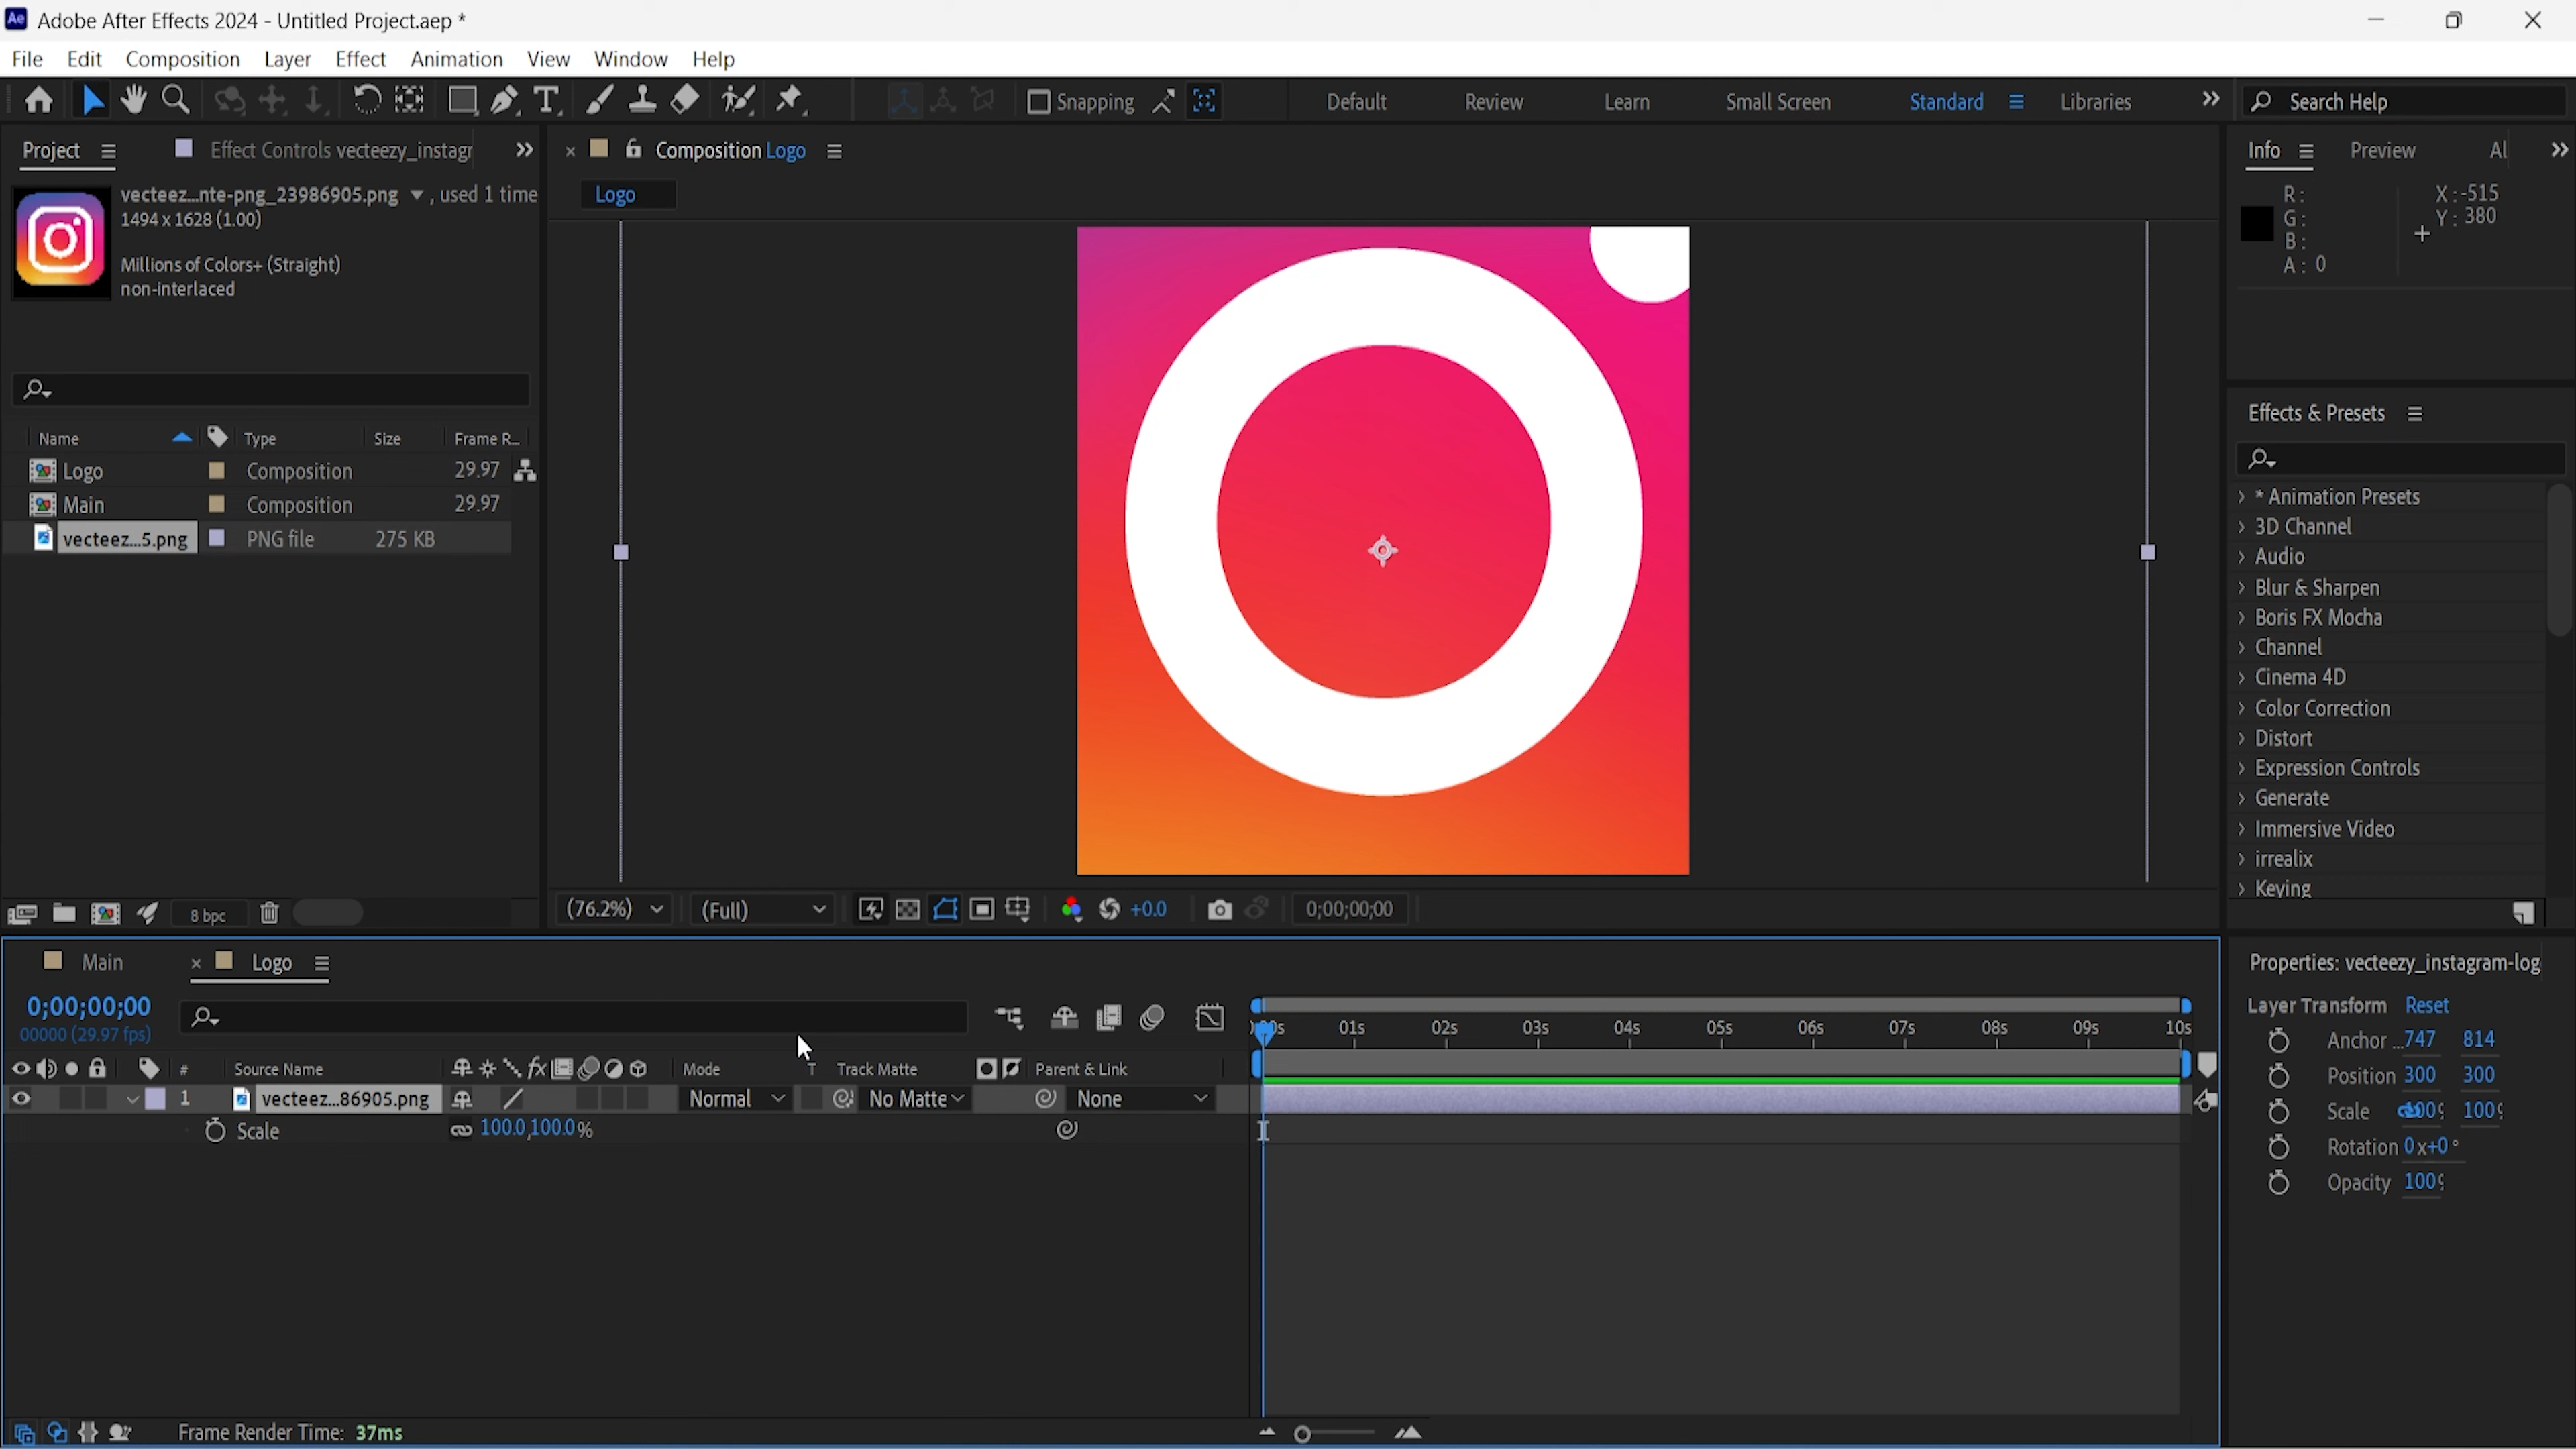 Ae Adobe After Effects 2024 - Untitled Project.aep *
File Edit Composition Layer Effect Animation View Window Help
Snapping Default Review Learn Small Screen Standard Libraries Search Help
Project Effect Controls vecteezy_instagr
vecteez...nte-png_23986905.png , used 1 time
1494 x 1628 (1.00)
Millions of Colors+ (Straight)
non-interlaced
Name Type Size Frame R...
Logo Composition 29.97
Main Composition 29.97
vecteez...5.png PNG file 275 KB
8 bpc
Composition Logo
Logo
(76.2%) (Full) +0.0 0;00;00;00
Info Preview Al
R: X:-515
G: Y: 380
B:
A: 0
Effects & Presets
* Animation Presets
3D Channel
Audio
Blur & Sharpen
Boris FX Mocha
Channel
Cinema 4D
Color Correction
Distort
Expression Controls
Generate
Immersive Video
irrealix
Keying
Main Logo
0;00;00;00
00000 (29.97 fps)
01s 02s 03s 04s 05s 06s 07s 08s 09s 10s
# Source Name fx Mode T Track Matte Parent & Link
1 vecteez...86905.png Normal No Matte None
Scale 100.0,100.0%
Frame Render Time: 37ms
Properties: vecteezy_instagram-log
Layer Transform Reset
Anchor ... 747 814
Position 300 300
Scale 100
Rotation 0x+0°
Opacity 100